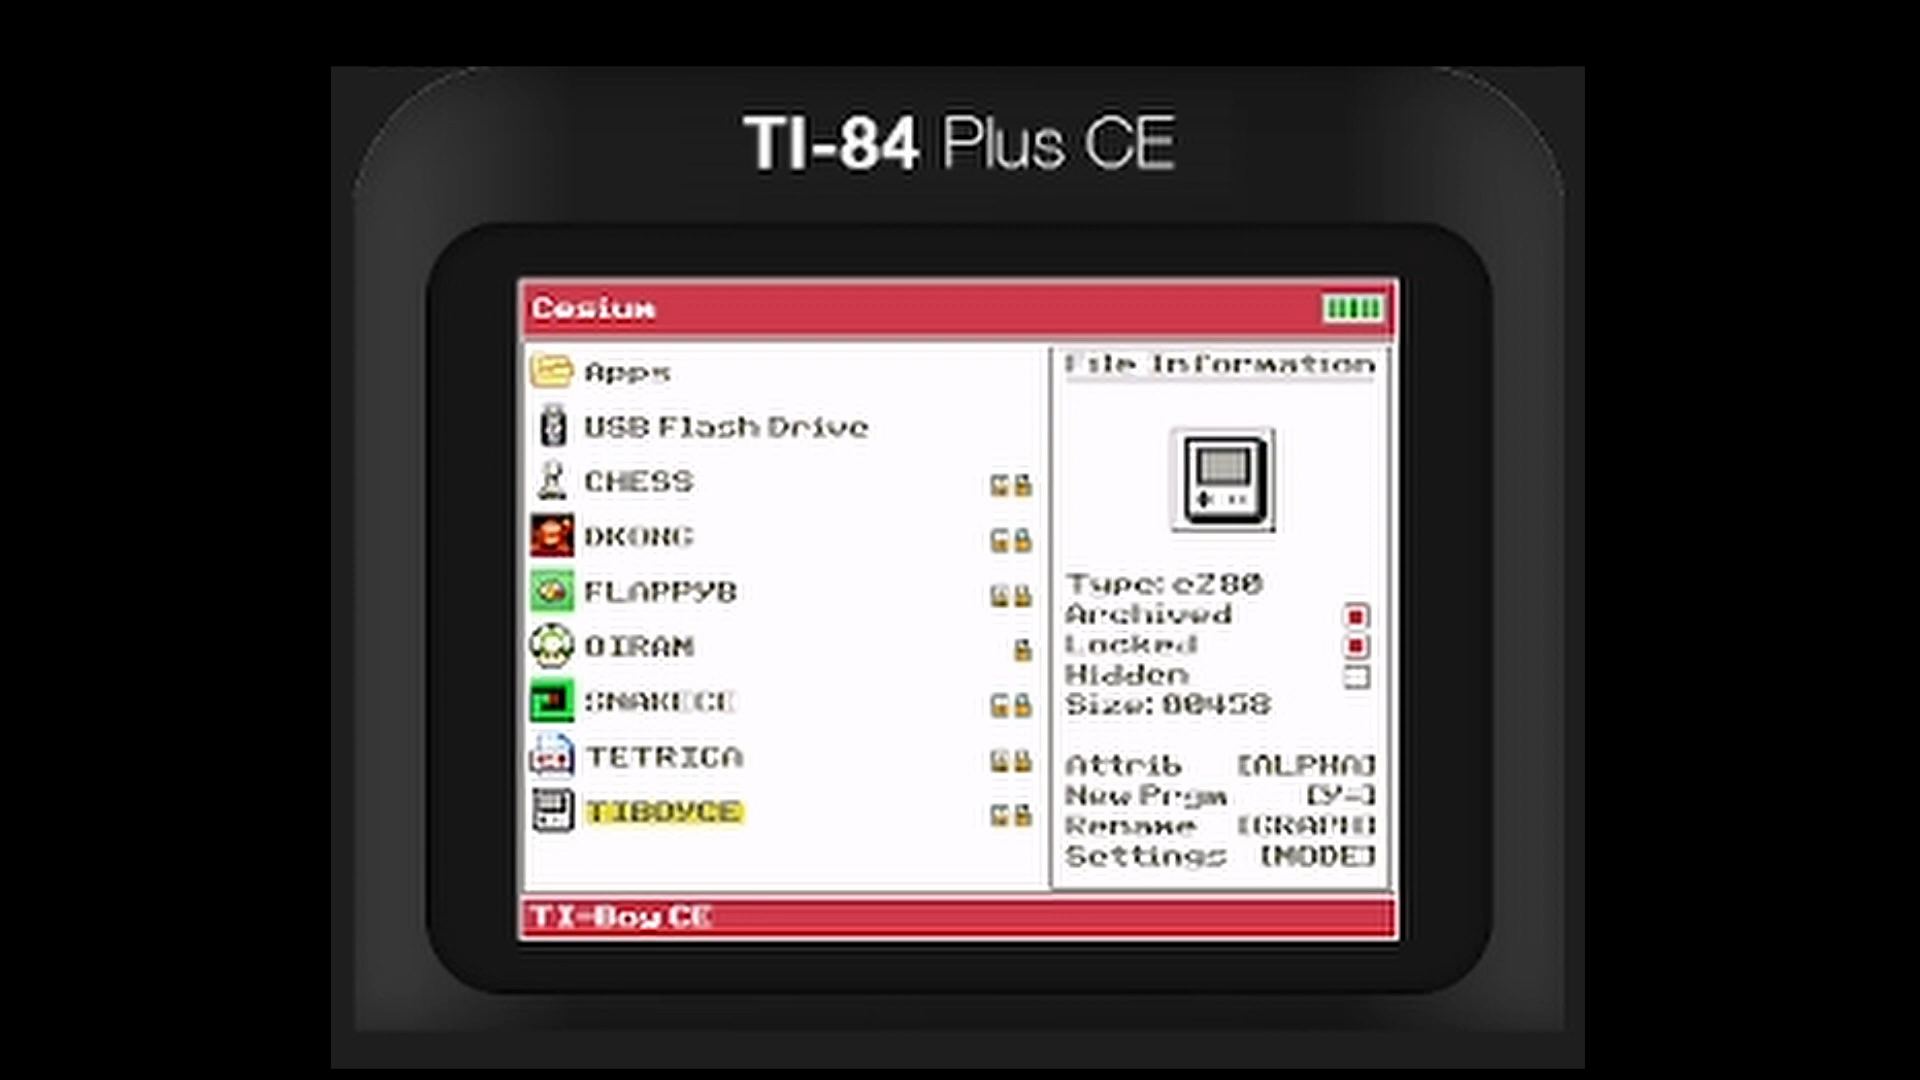 TI-84 Plus CE
Cesium
Apps
USB Flash Drive
CHESS
DKONG
FLAPPYB
OIRAM
SNAKECE
TETRICA
TIBOYCE
File Information
Type: eZ80
Archived
Locked
Hidden
Size: 00458
Attrib [ALPHA]
New Prgm [Y=]
Rename [GRAPH]
Settings [MODE]
TI-Boy CE